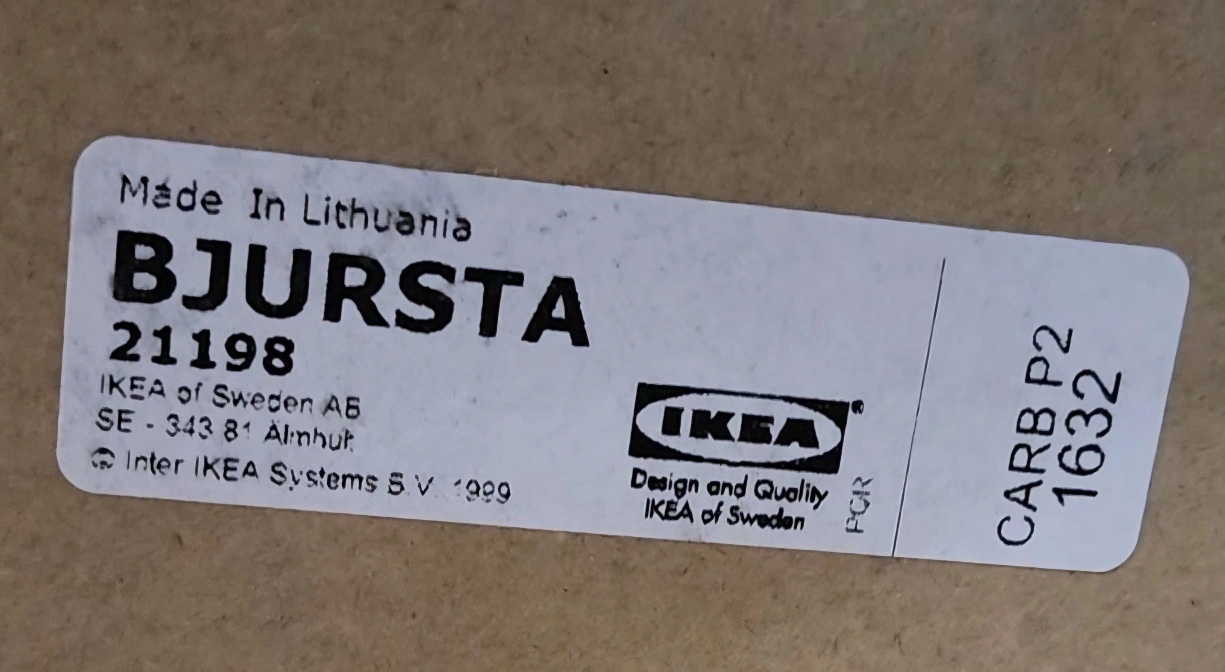 Made In Lithuania
BJURSTA
21198
IKEA of Sweden AB
SE - 343 81 Älmhult
© Inter IKEA Systems B.V. 1999
IKEA®
Design and Quality
IKEA of Sweden
PGR
CARB P2
1632